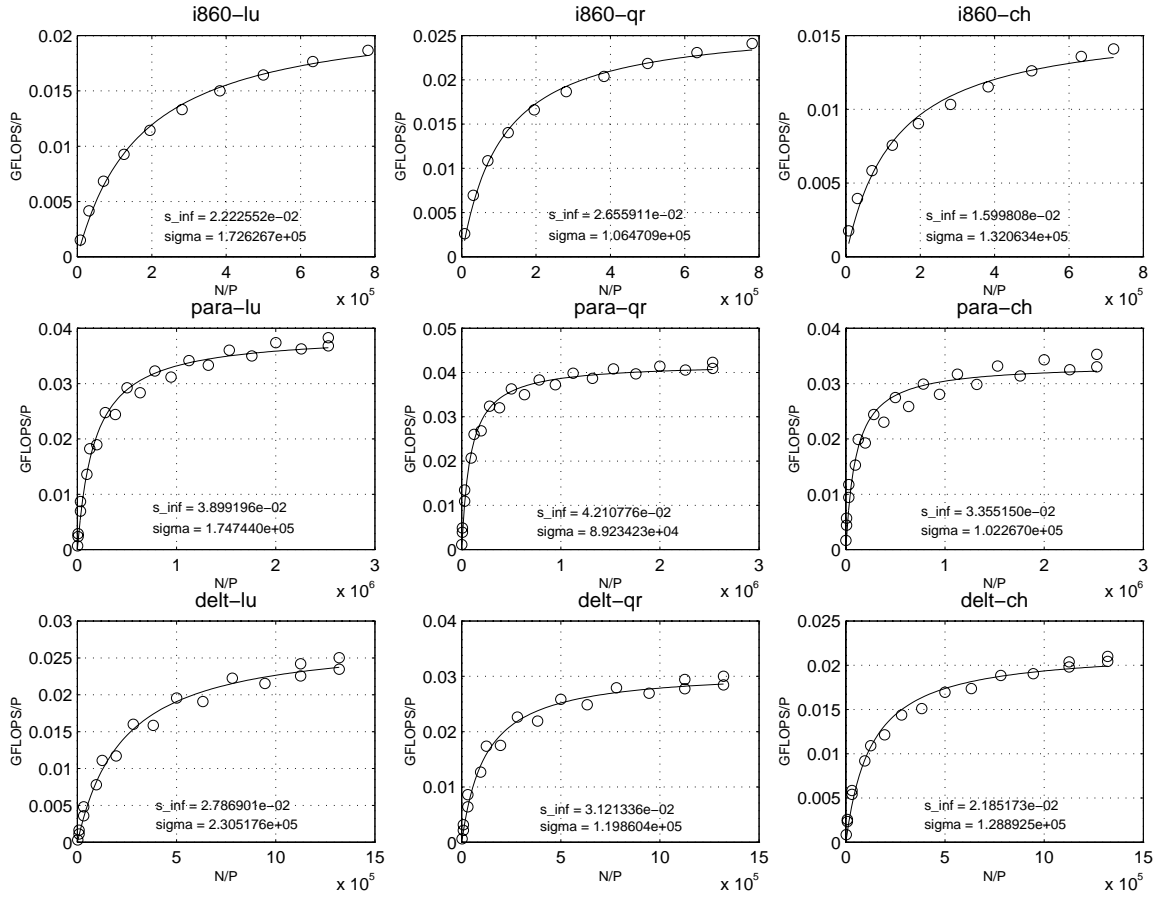 i860−lu
GFLOPS/P
0.02
0.015
0.01
0.005
0
s_inf = 2.222552e−02
sigma = 1.726267e+05
0 2 4 6 8
N/P
x 10^5
i860−qr
GFLOPS/P
0.025
0.02
0.015
0.01
0.005
0
s_inf = 2.655911e−02
sigma = 1.064709e+05
0 2 4 6 8
N/P
x 10^5
i860−ch
GFLOPS/P
0.015
0.01
0.005
0
s_inf = 1.599808e−02
sigma = 1.320634e+05
0 2 4 6 8
N/P
x 10^5
para−lu
GFLOPS/P
0.04
0.03
0.02
0.01
0
s_inf = 3.899196e−02
sigma = 1.747440e+05
0 1 2 3
N/P
x 10^6
para−qr
GFLOPS/P
0.05
0.04
0.03
0.02
0.01
0
s_inf = 4.210776e−02
sigma = 8.923423e+04
0 1 2 3
N/P
x 10^6
para−ch
GFLOPS/P
0.04
0.03
0.02
0.01
0
s_inf = 3.355150e−02
sigma = 1.022670e+05
0 1 2 3
N/P
x 10^6
delt−lu
GFLOPS/P
0.03
0.025
0.02
0.015
0.01
0.005
0
s_inf = 2.786901e−02
sigma = 2.305176e+05
0 5 10 15
N/P
x 10^5
delt−qr
GFLOPS/P
0.04
0.03
0.02
0.01
0
s_inf = 3.121336e−02
sigma = 1.198604e+05
0 5 10 15
N/P
x 10^5
delt−ch
GFLOPS/P
0.025
0.02
0.015
0.01
0.005
0
s_inf = 2.185173e−02
sigma = 1.288925e+05
0 5 10 15
N/P
x 10^5